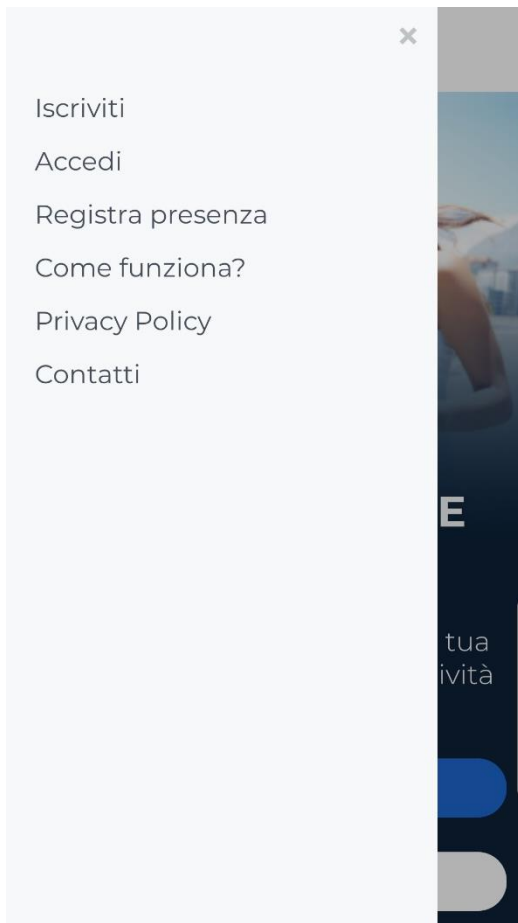 Iscriviti
Accedi
Registra presenza
Come funziona?
Privacy Policy
Contatti
E
tua
ività